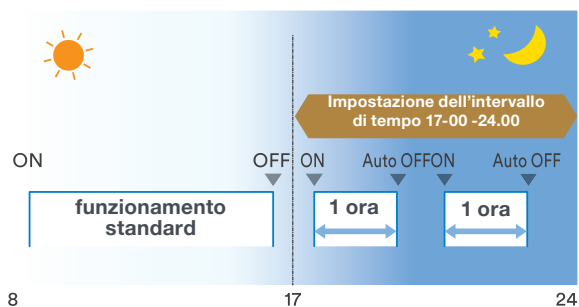 Impostazione dell'intervallo
di tempo 17-00 -24.00
ON OFF ON Auto OFF ON Auto OFF
funzionamento
standard
1 ora
1 ora
8 17 24